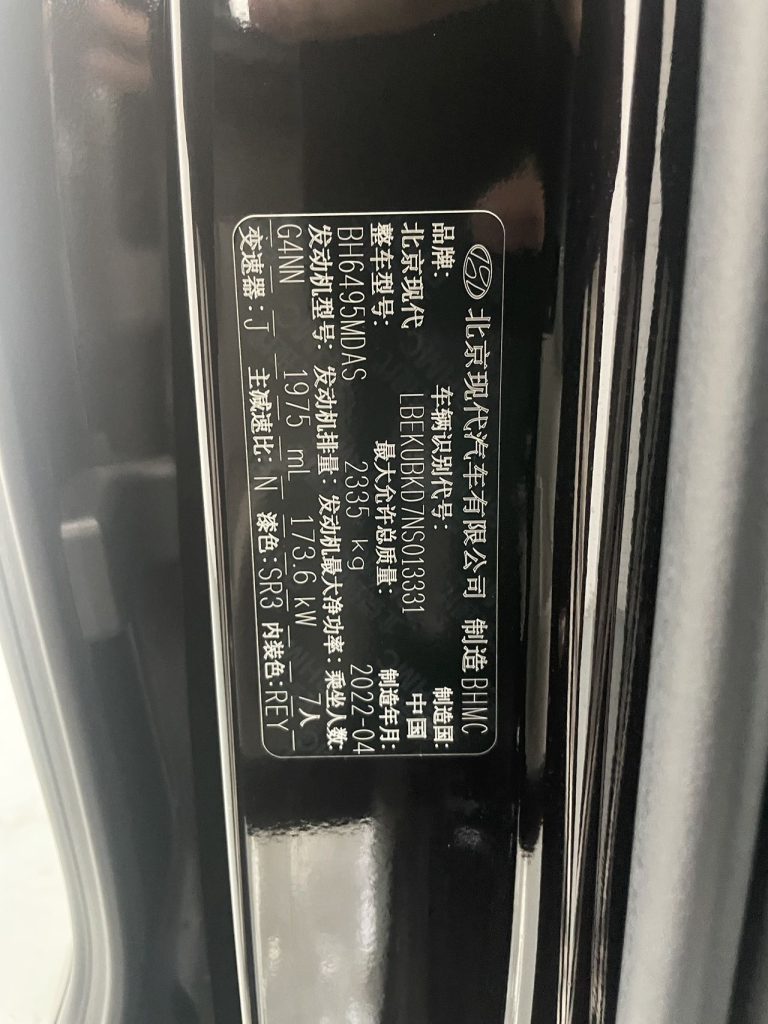 北京现代汽车有限公司 制造 BHMC
品牌: 车辆识别代号: 制造国:
北京现代 LBEKUBKD7NS013331 中国
整车型号: 最大允许总质量: 制造年月:
BH6495MDAS 2335 kg 2022-04
发动机型号: 发动机排量: 发动机最大净功率: 乘坐人数:
G4NN 1975 mL 173.6 kW 7人
变速器: J 主减速比: N 漆色: SR3 内装色: REY